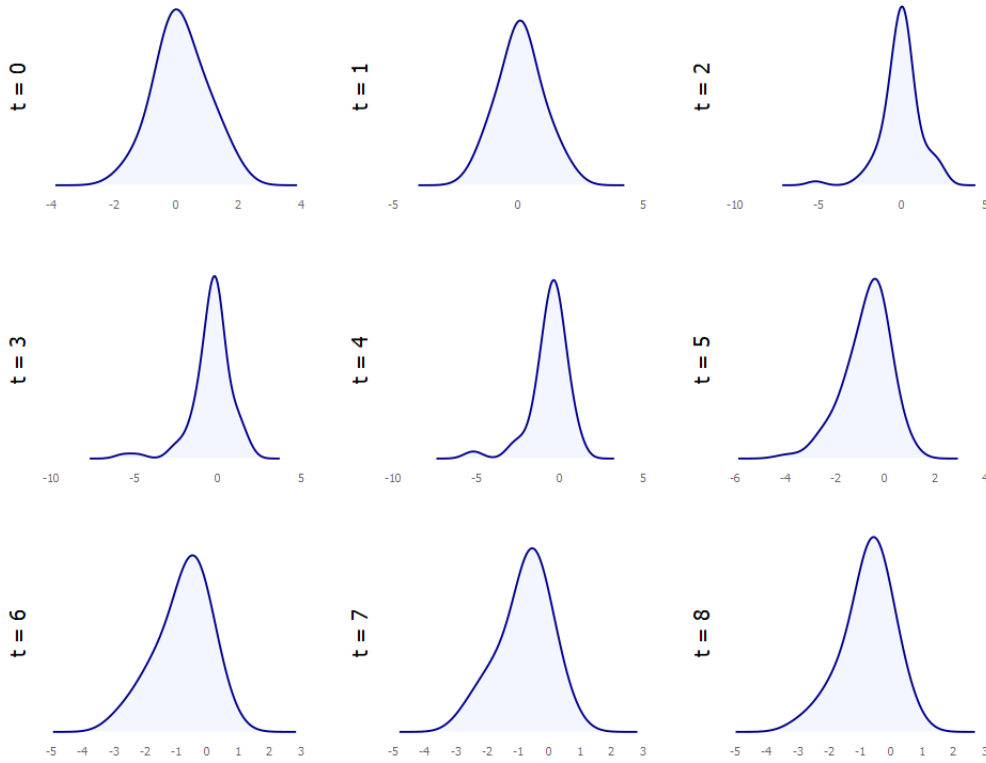 t = 0
-4 -2 0 2 4
t = 1
-5 0 5
t = 2
-10 -5 0 5
t = 3
-10 -5 0 5
t = 4
-10 -5 0 5
t = 5
-6 -4 -2 0 2 4
t = 6
-5 -4 -3 -2 -1 0 1 2 3
t = 7
-5 -4 -3 -2 -1 0 1 2 3
t = 8
-5 -4 -3 -2 -1 0 1 2 3